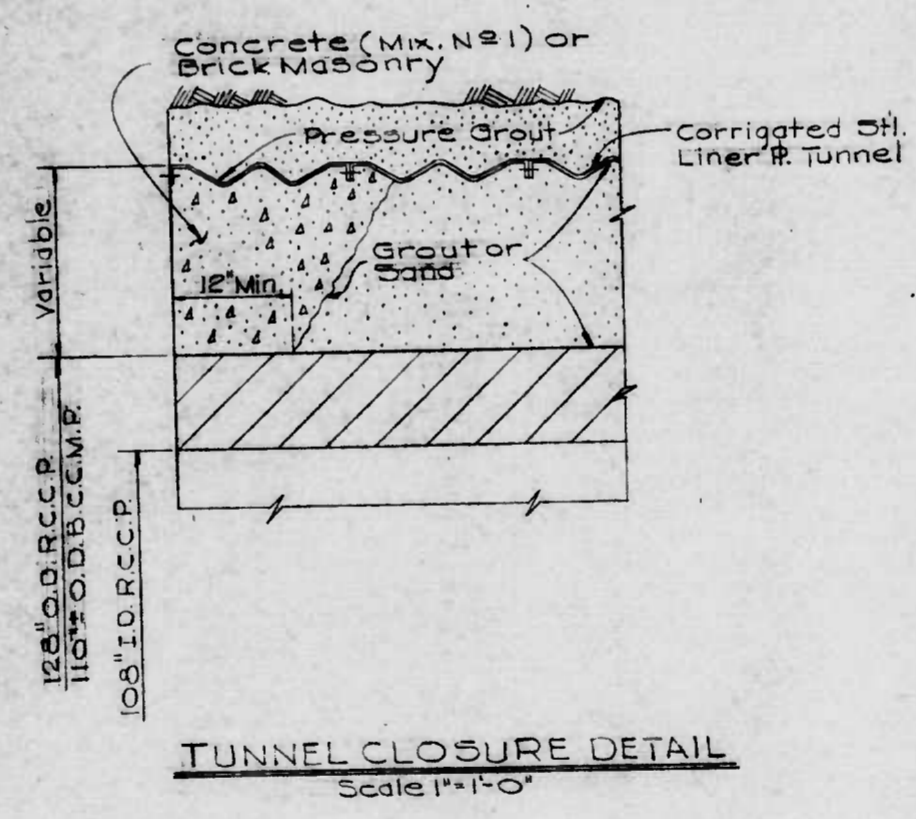 Concrete (Mix. Nº 1) or
Brick Masonry
Pressure Grout
Corrigated Stl.
Liner PL. Tunnel
Grout or
Sand
12" Min.
Variable
128" O.D. R.C.C.P.
110"± O.D. B.C.C.M.P.
108" I.D. R.C.C.P.
TUNNEL CLOSURE DETAIL
Scale 1"=1'-0"